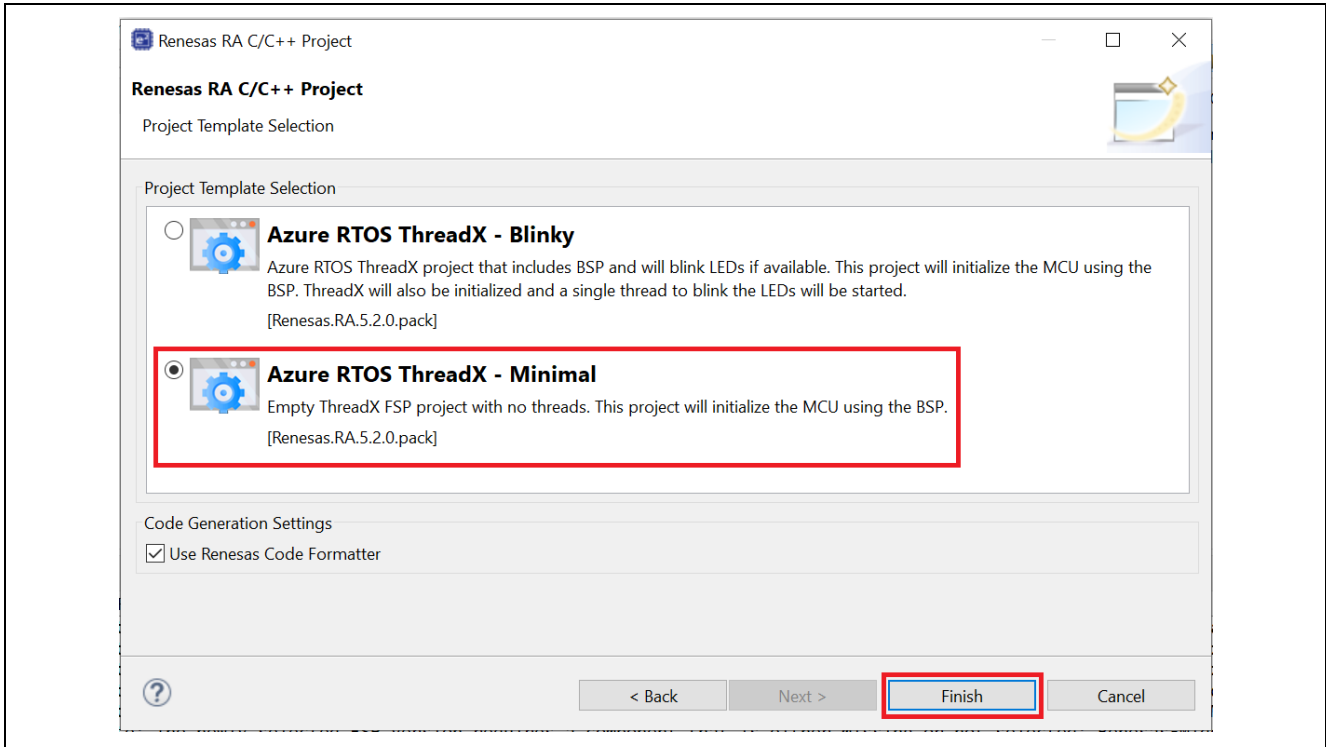 Renesas RA C/C++ Project
Renesas RA C/C++ Project
Project Template Selection
Project Template Selection
Azure RTOS ThreadX - Blinky
Azure RTOS ThreadX project that includes BSP and will blink LEDs if available. This project will initialize the MCU using the
BSP. ThreadX will also be initialized and a single thread to blink the LEDs will be started.
[Renesas.RA.5.2.0.pack]
Azure RTOS ThreadX - Minimal
Empty ThreadX FSP project with no threads. This project will initialize the MCU using the BSP.
[Renesas.RA.5.2.0.pack]
Code Generation Settings
Use Renesas Code Formatter
? < Back Next > Finish Cancel